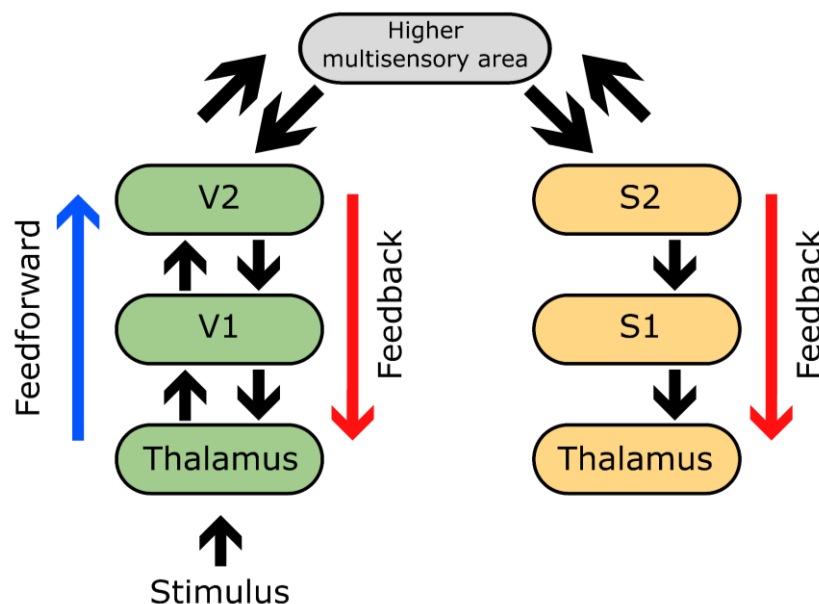 Higher
multisensory area
V2
S2
Feedforward
Feedback
Feedback
V1
S1
Thalamus
Thalamus
Stimulus